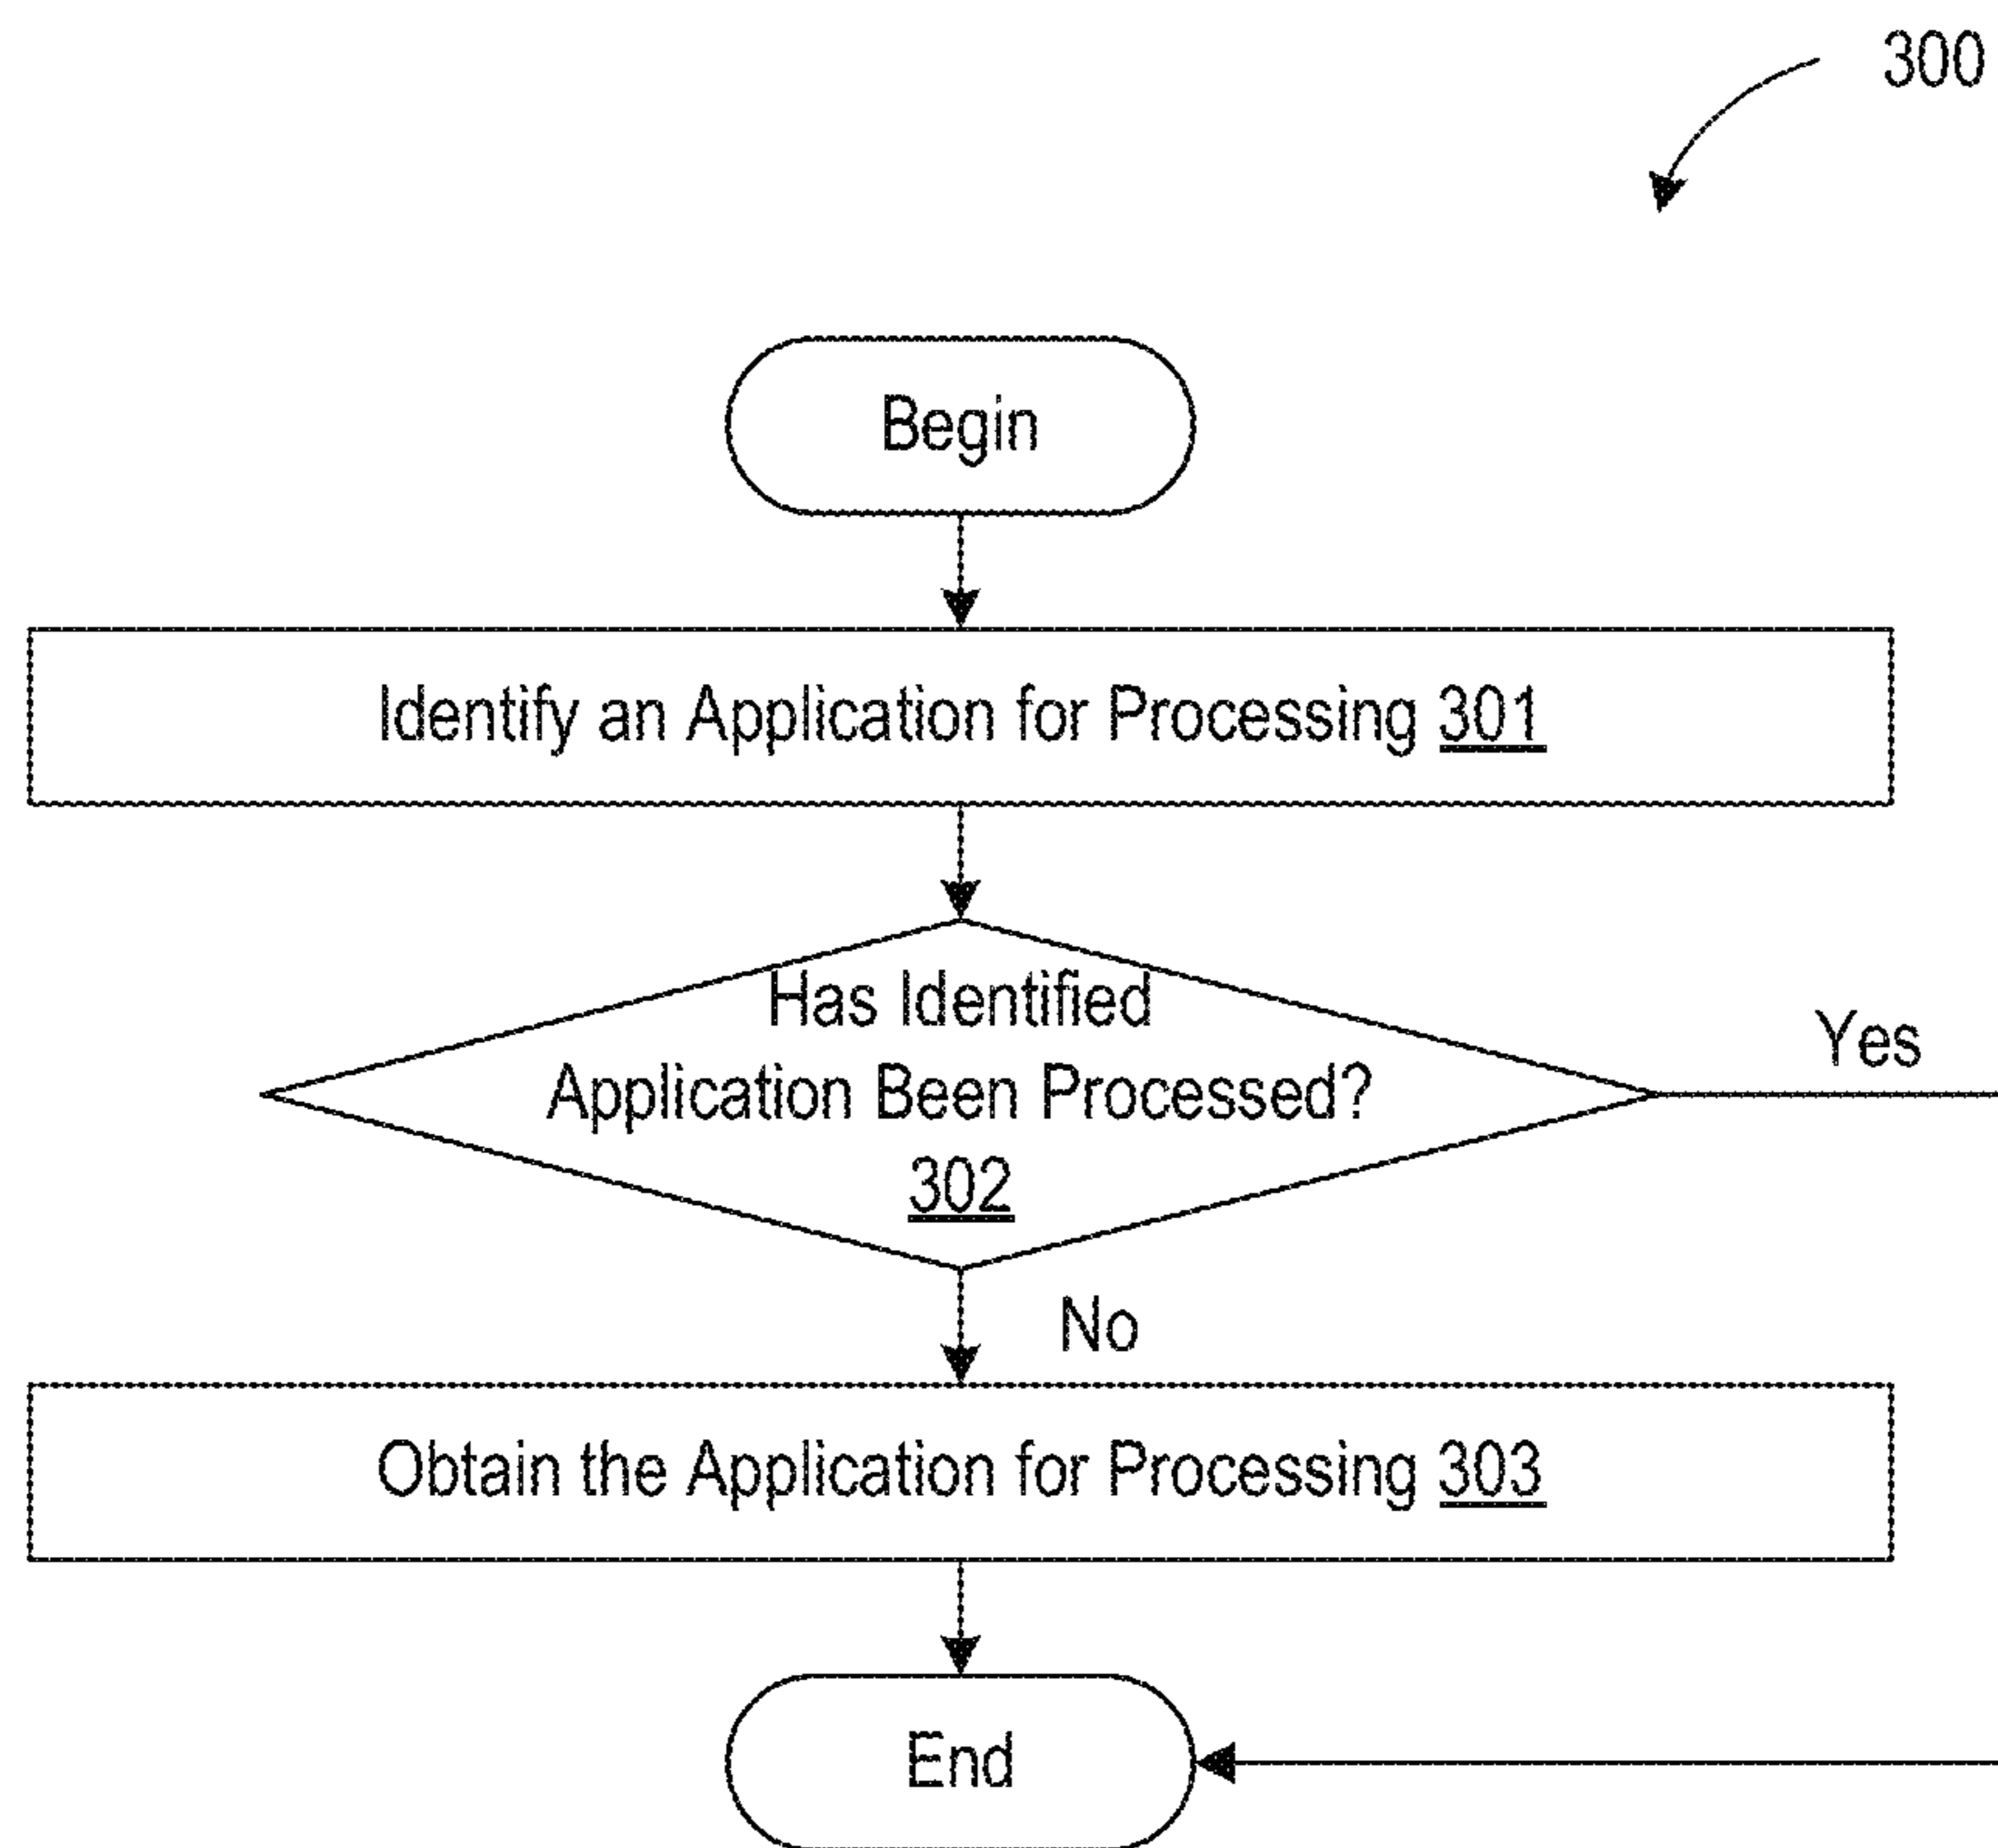 300
Begin
Identify an Application for Processing 301
Has Identified
Application Been Processed?
302
Yes
No
Obtain the Application for Processing 303
End